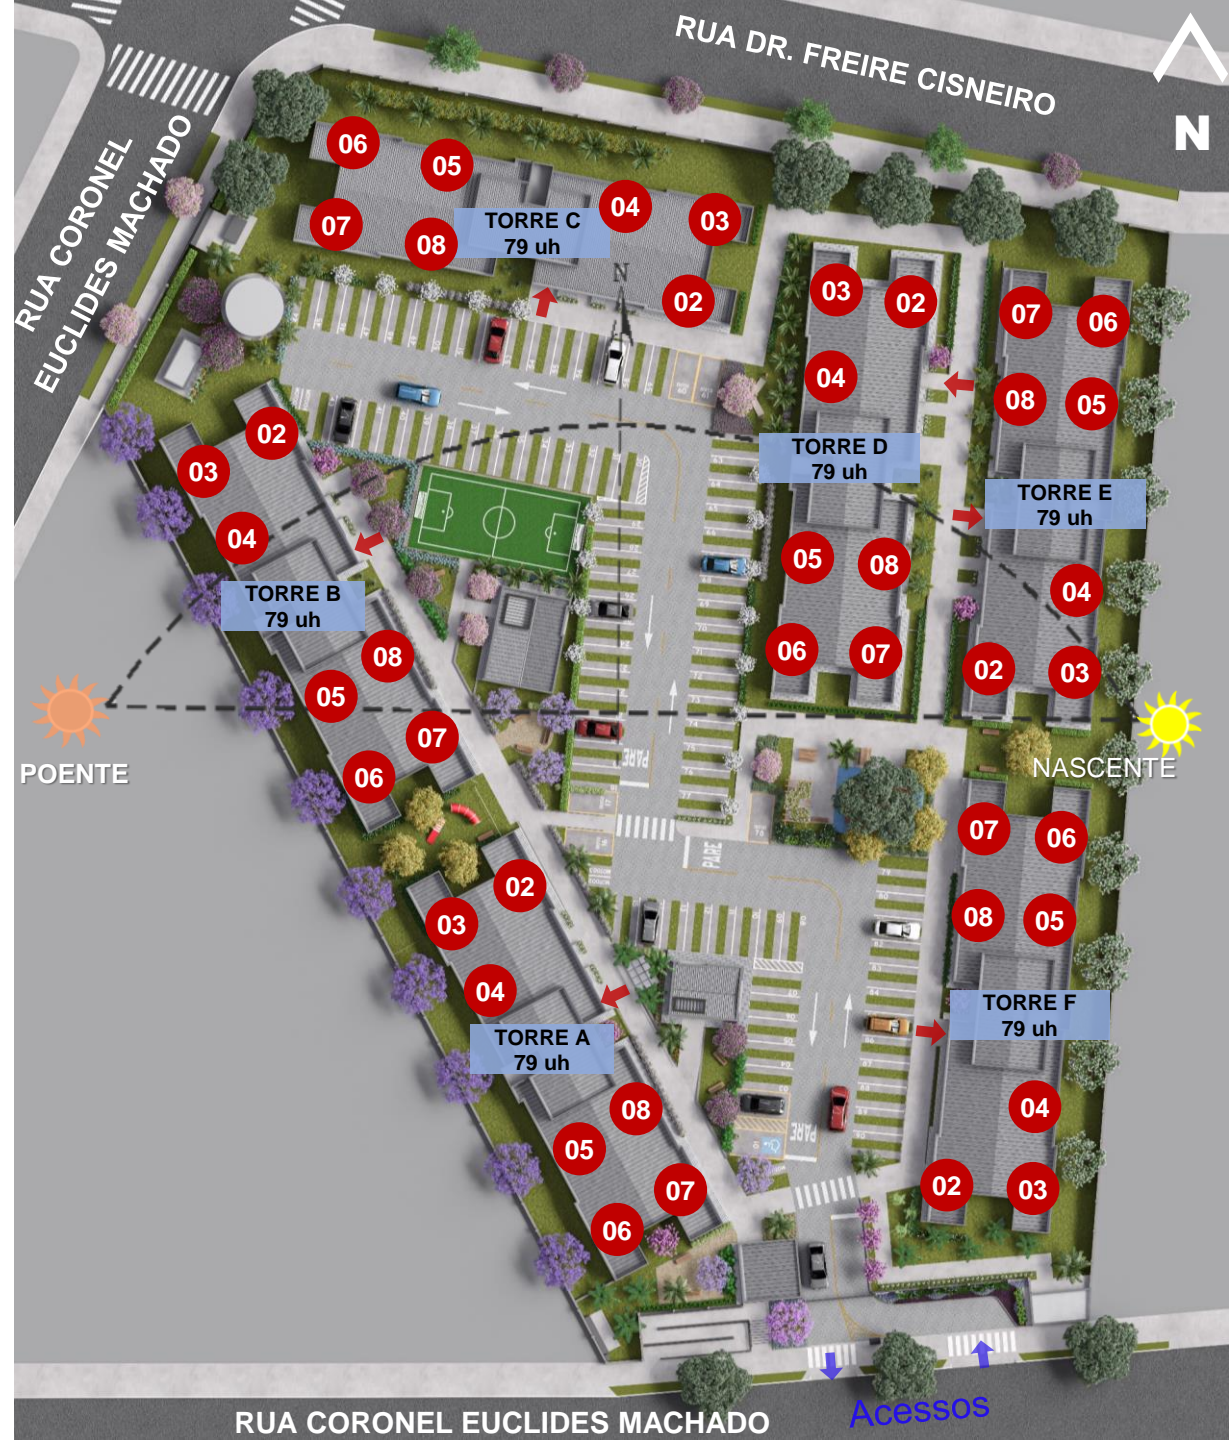 RUA DR. FREIRE CISNEIRO
N
RUA CORONEL
EUCLIDES MACHADO
06
05
04
03
07
08
02
TORRE C
79 uh
N
03
02
04
TORRE D
79 uh
05
08
06
07
07
06
08
05
TORRE E
79 uh
04
02
03
02
03
04
TORRE B
79 uh
08
05
07
06
POENTE
NASCENTE
PARE
PARE
02
03
04
TORRE A
79 uh
08
05
07
06
07
06
08
05
TORRE F
79 uh
04
02
03
PARE
Acessos
RUA CORONEL EUCLIDES MACHADO